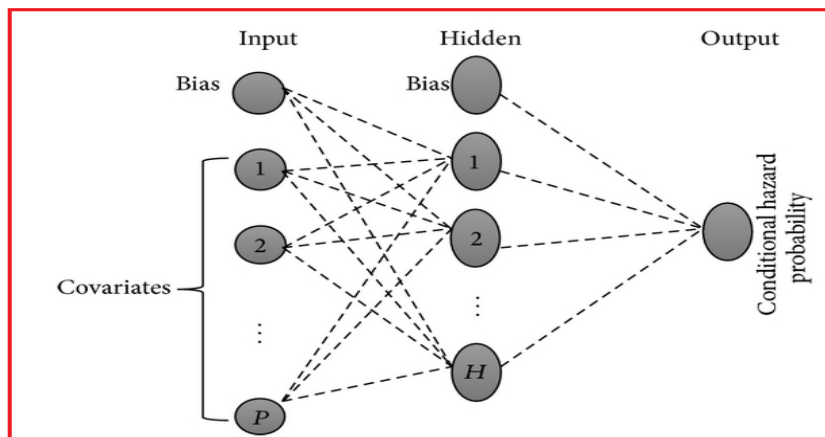 Input Hidden Output
Bias Bias
1 1
2 2
Covariates
...
...
P H
Conditional hazard
probability